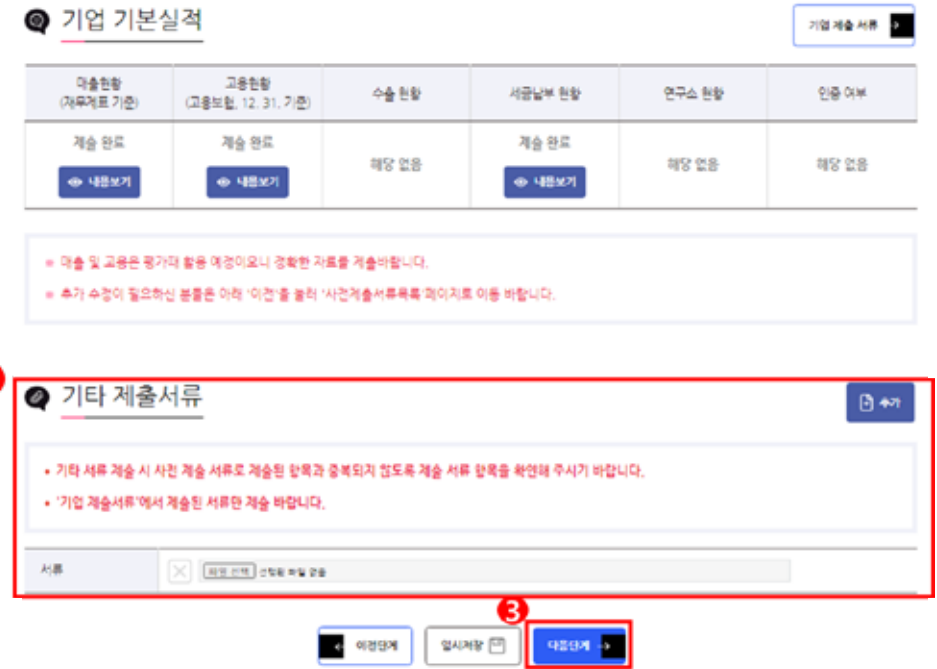 기업 기본실적
기업 제출 서류
매출현황
(재무제표 기준)
고용현황
(고용보험, 12. 31. 기준)
수출 현황
세금납부 현황
연구소 현황
인증 여부
제출 완료
내용보기
제출 완료
내용보기
해당 없음
제출 완료
내용보기
해당 없음
해당 없음
※ 매출 및 고용은 평가때 활용 예정이오니 정확한 자료를 제출바랍니다.
※ 추가 수정이 필요하신 분들은 아래 '이전'을 눌러 '사전제출서류목록'페이지로 이동 바랍니다.
기타 제출서류
추가
• 기타 서류 제출 시 사전 제출 서류로 제출된 항목과 중복되지 않도록 제출 서류 항목을 확인해 주시기 바랍니다.
• '기업 제출서류'에서 제출된 서류만 제출 바랍니다.
서류
파일 선택 선택된 파일 없음
3
이전단계
임시저장
다음단계